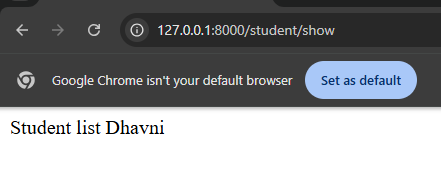 127.0.0.1:8000/student/show
Google Chrome isn't your default browser Set as default
Student list Dhavni